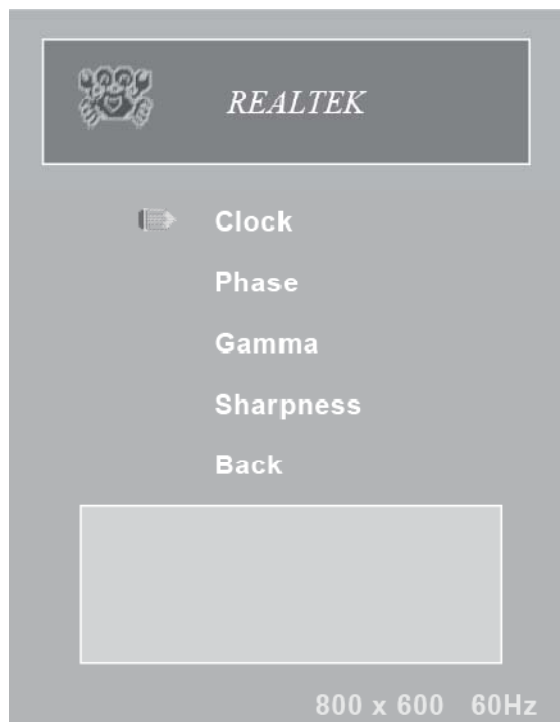 REALTEK
Clock
Phase
Gamma
Sharpness
Back
800 x 600 60Hz